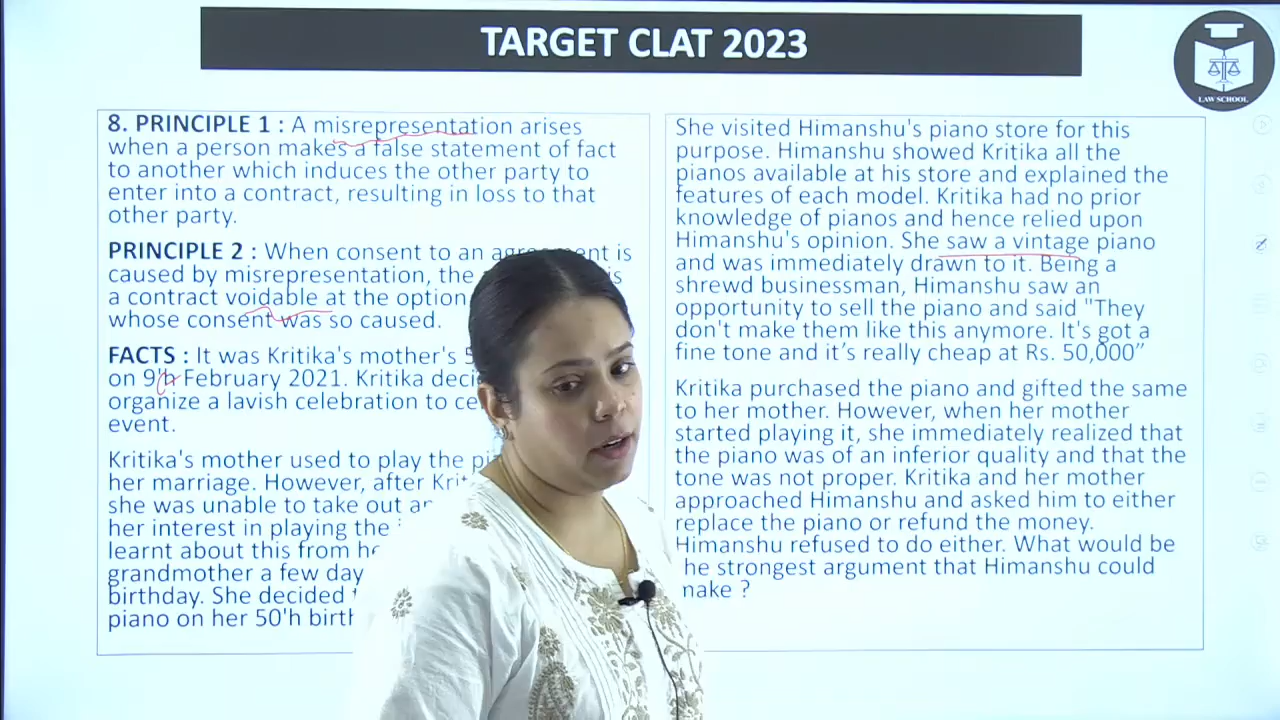 TARGET CLAT 2023
LAW SCHOOL
8. PRINCIPLE 1 : A misrepresentation arises
when a person makes a false statement of fact
to another which induces the other party to
enter into a contract, resulting in loss to that
other party.
PRINCIPLE 2 : When consent to an agreement is
caused by misrepresentation, the is
a contract voidable at the option
whose consent was so caused.
FACTS : It was Kritika's mother's 5
on 9'h February 2021. Kritika deci
organize a lavish celebration to ce
event.
Kritika's mother used to play the pi
her marriage. However, after Krit
she was unable to take out an
her interest in playing the
learnt about this from he
grandmother a few day
birthday. She decided
piano on her 50'h birth
She visited Himanshu's piano store for this
purpose. Himanshu showed Kritika all the
pianos available at his store and explained the
features of each model. Kritika had no prior
knowledge of pianos and hence relied upon
Himanshu's opinion. She saw a vintage piano
and was immediately drawn to it. Being a
shrewd businessman, Himanshu saw an
opportunity to sell the piano and said "They
don't make them like this anymore. It's got a
fine tone and it’s really cheap at Rs. 50,000”
Kritika purchased the piano and gifted the same
to her mother. However, when her mother
started playing it, she immediately realized that
the piano was of an inferior quality and that the
tone was not proper. Kritika and her mother
approached Himanshu and asked him to either
replace the piano or refund the money.
Himanshu refused to do either. What would be
he strongest argument that Himanshu could
nake ?